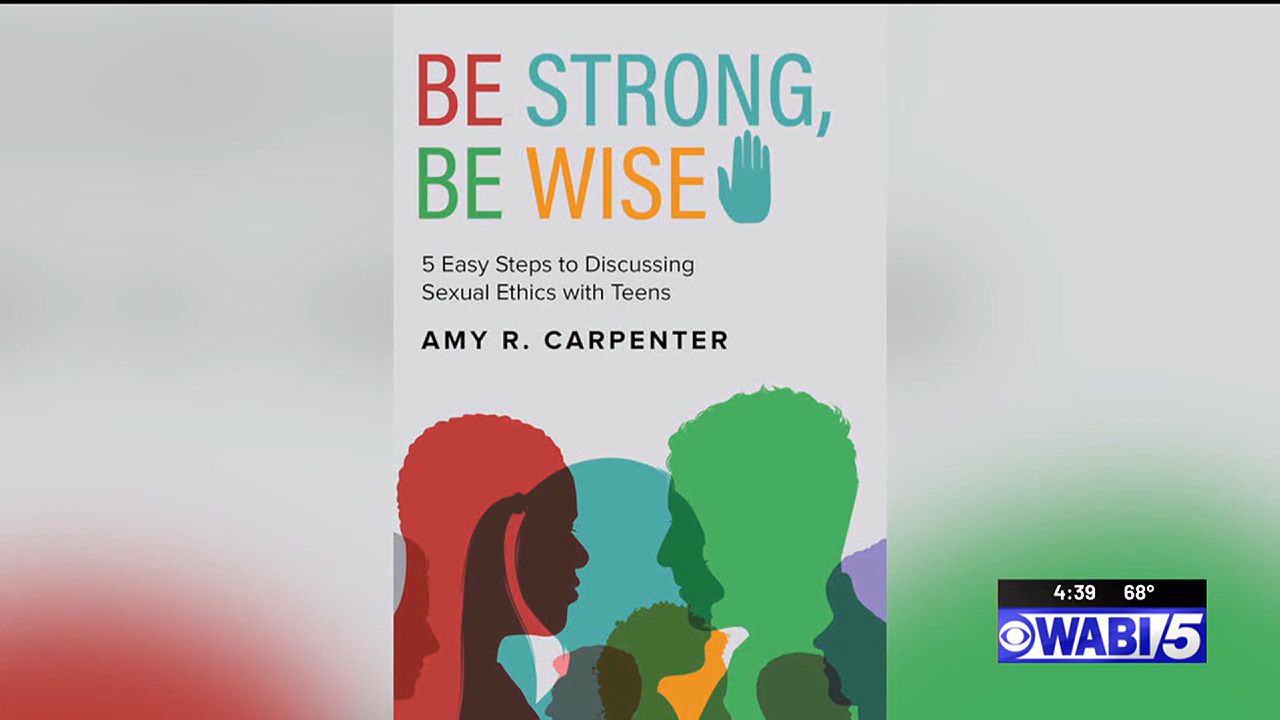 BE STRONG,
BE WISE
5 Easy Steps to Discussing
Sexual Ethics with Teens
AMY R. CARPENTER
4:39 68°
WABI 5